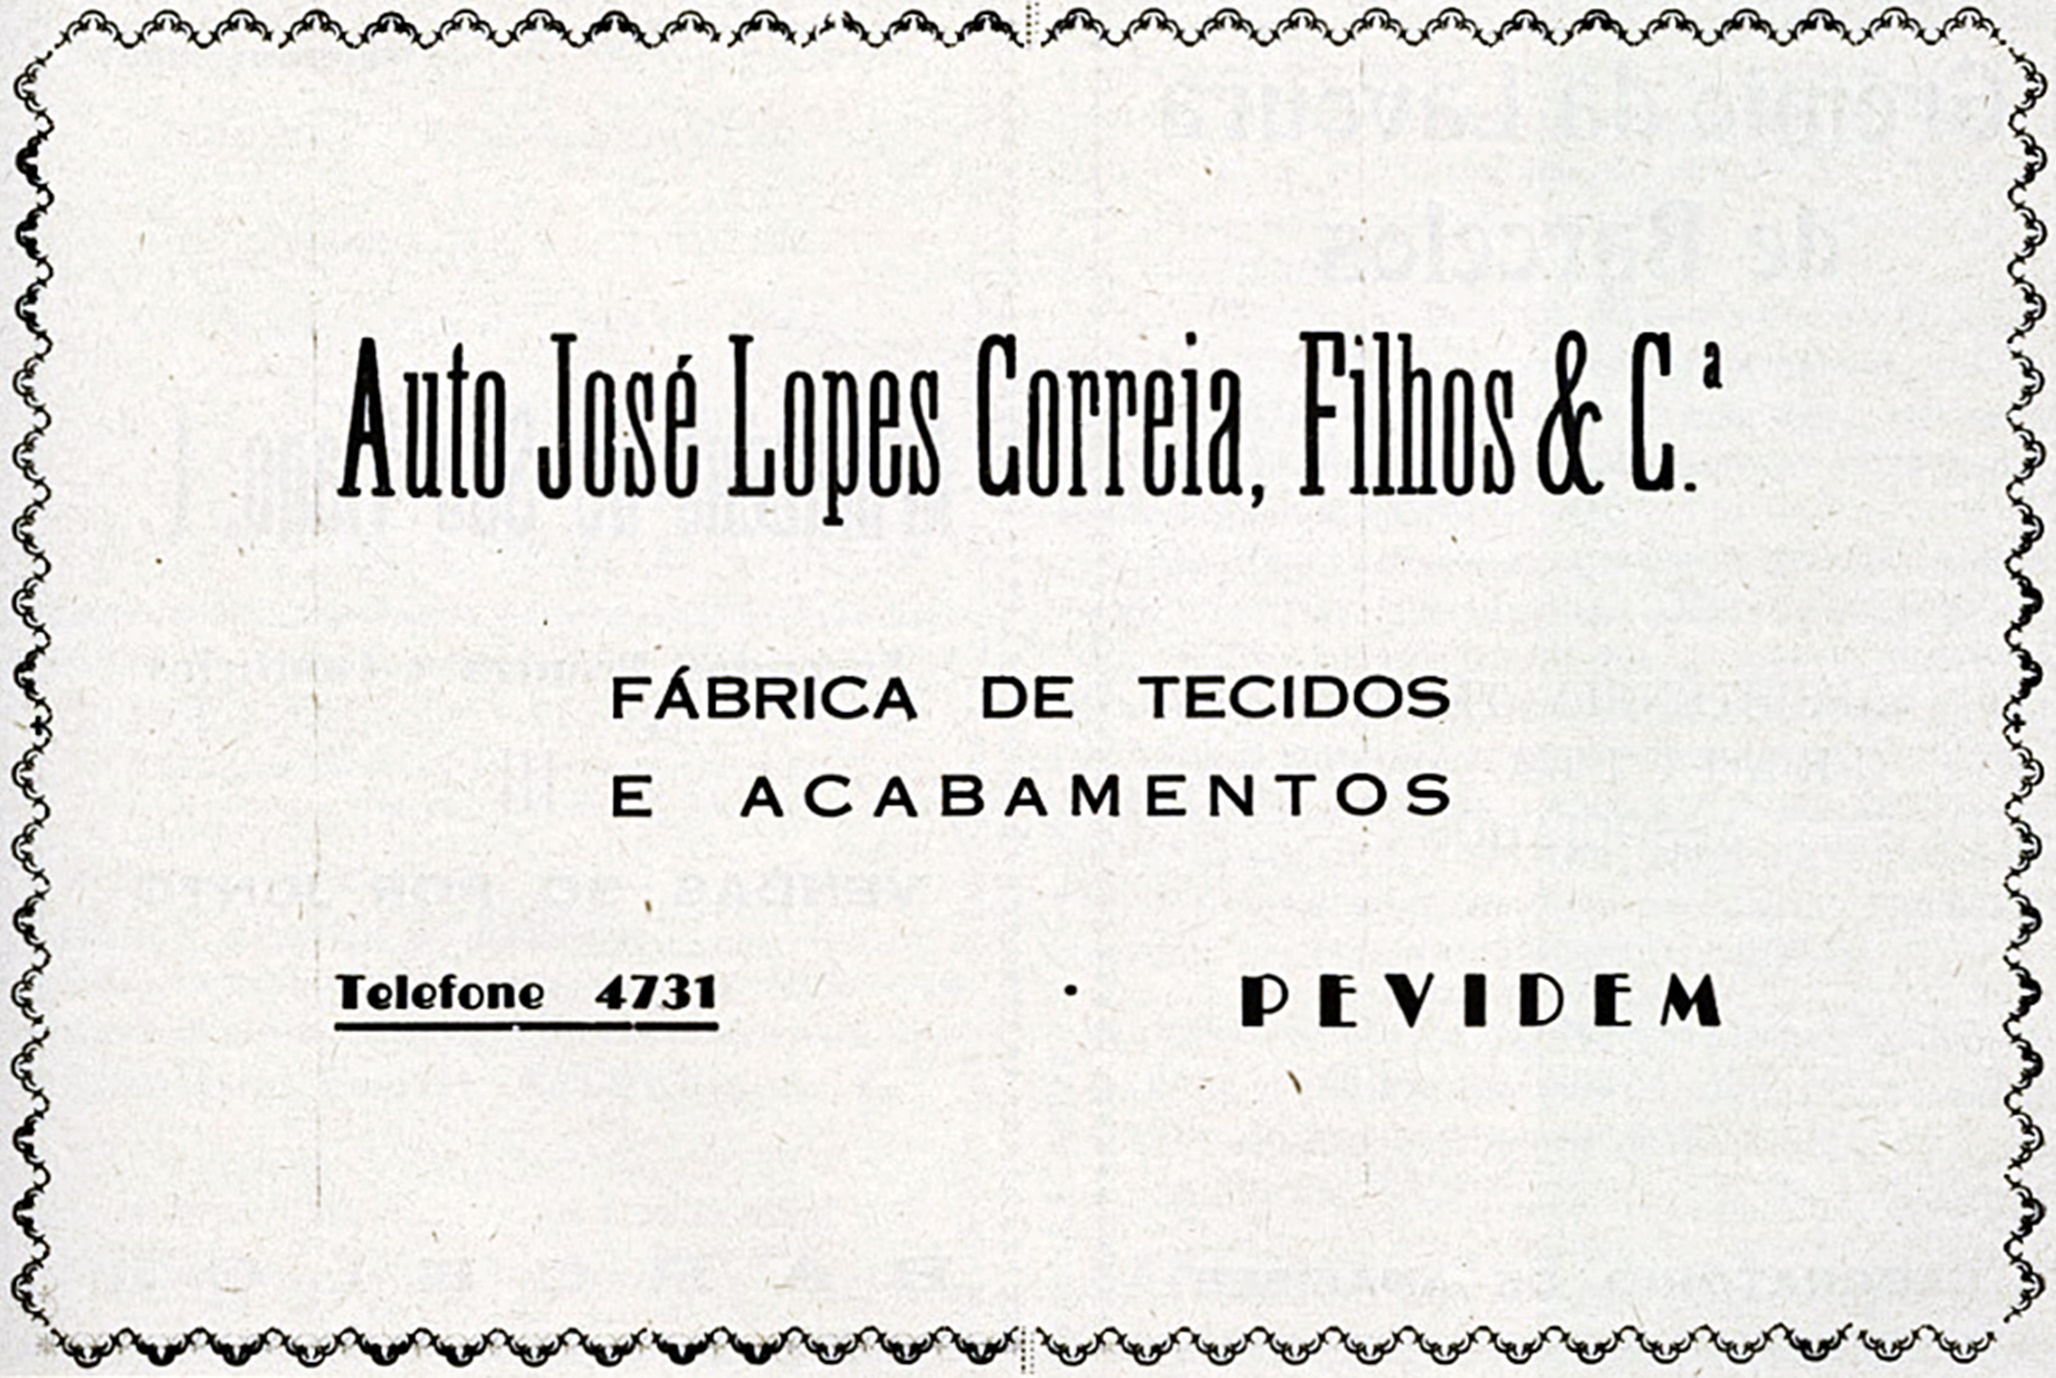 Auto José Lopes Correia, Filhos & C.ª
FÁBRICA DE TECIDOS
E ACABAMENTOS
Telefone 4731 · PEVIDEM